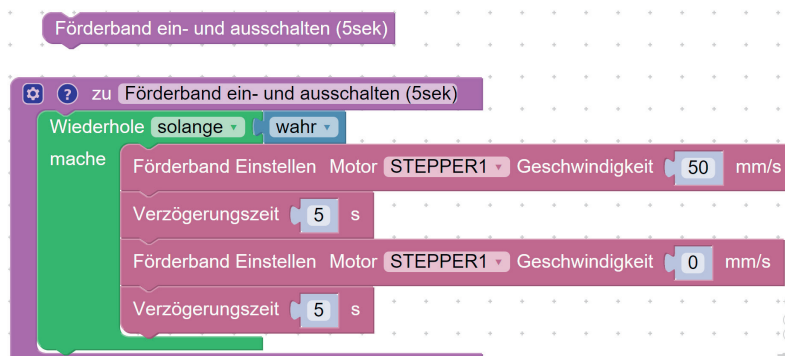 Förderband ein- und ausschalten (5sek)
? zu Förderband ein- und ausschalten (5sek)
Wiederhole solange wahr
mache Förderband Einstellen Motor STEPPER1 Geschwindigkeit 50 mm/s
Verzögerungszeit 5 s
Förderband Einstellen Motor STEPPER1 Geschwindigkeit 0 mm/s
Verzögerungszeit 5 s